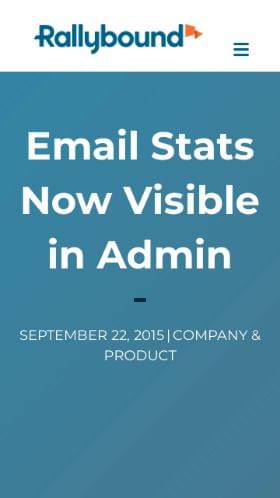 Rallybound
Email Stats
Now Visible
in Admin
SEPTEMBER 22, 2015 | COMPANY &
PRODUCT